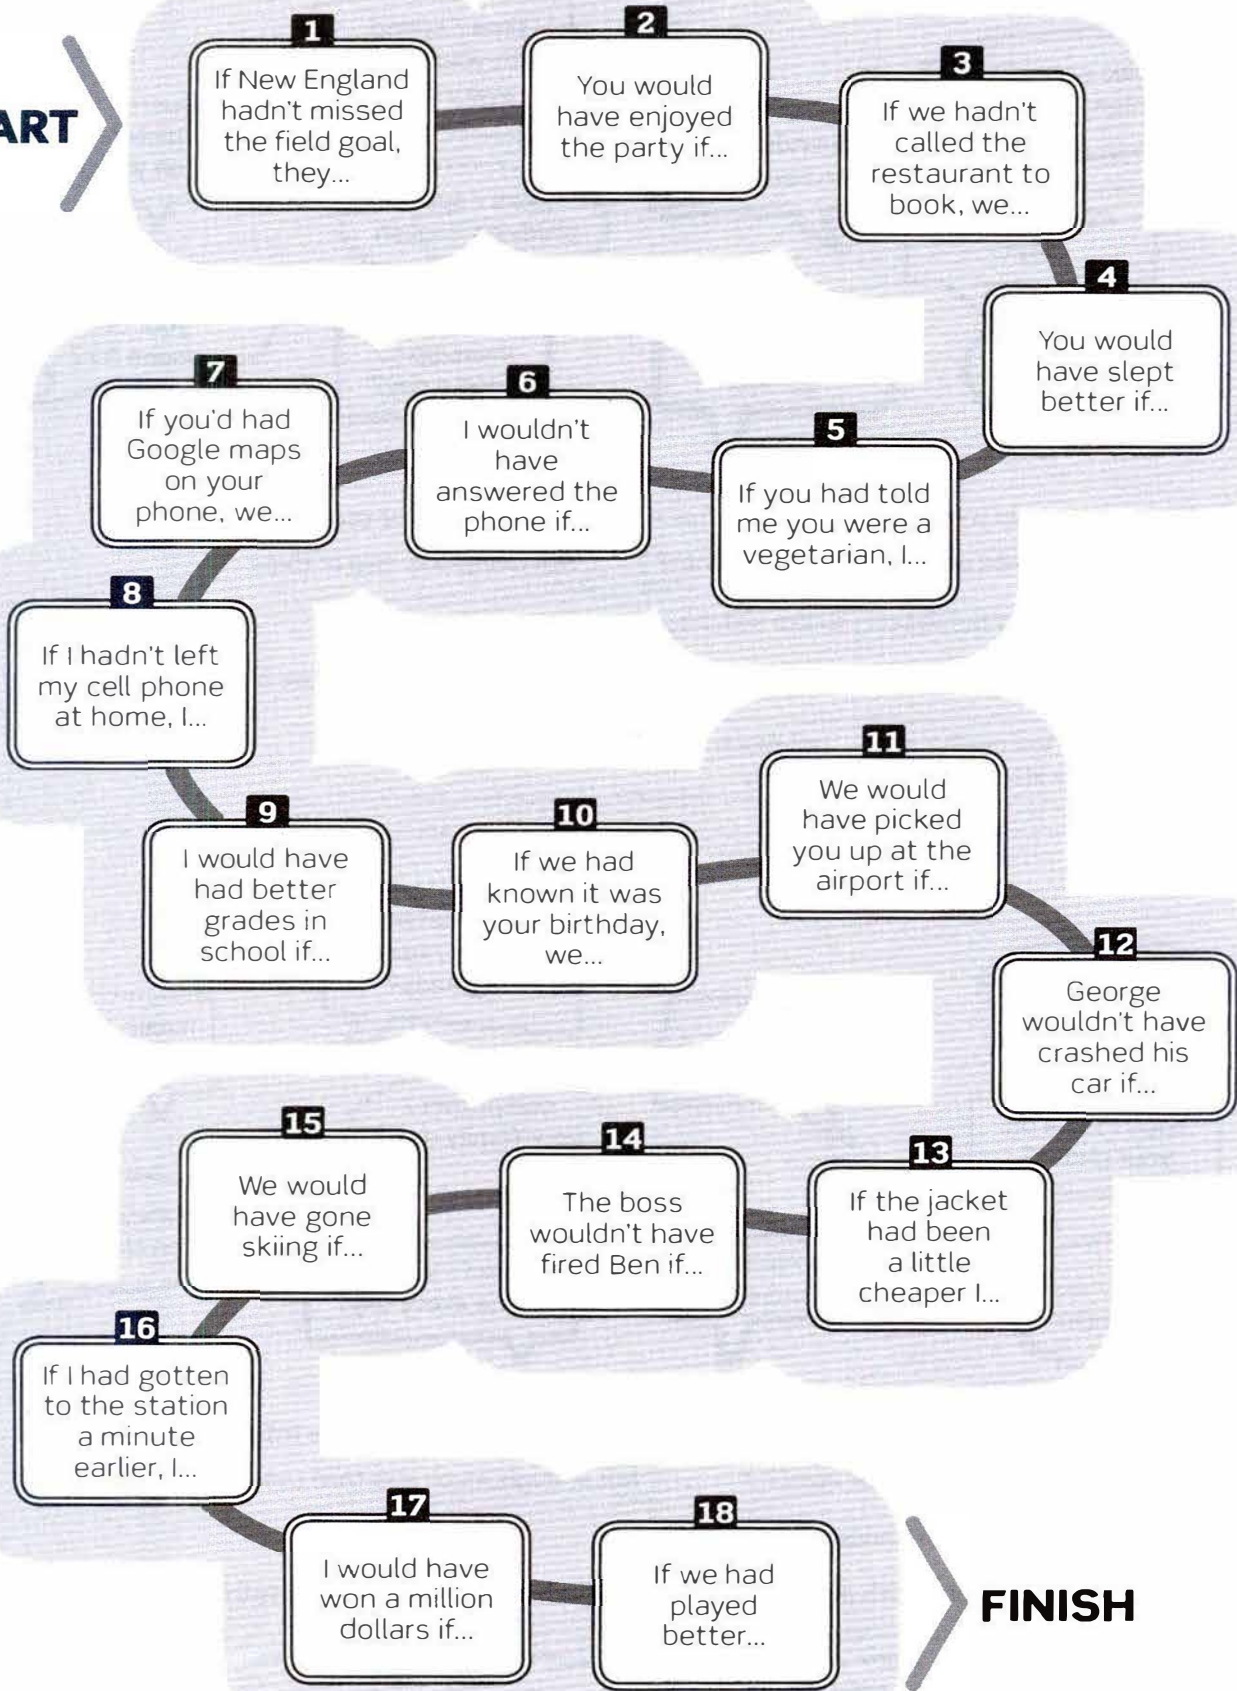 ART
1
If New England
hadn't missed
the field goal,
they...
2
You would
have enjoyed
the party if...
3
If we hadn't
called the
restaurant to
book, we...
4
You would
have slept
better if...
5
If you had told
me you were a
vegetarian, I...
6
I wouldn't
have
answered the
phone if...
7
If you'd had
Google maps
on your
phone, we...
8
If I hadn't left
my cell phone
at home, I...
9
I would have
had better
grades in
school if...
10
If we had
known it was
your birthday,
we...
11
We would
have picked
you up at the
airport if...
12
George
wouldn't have
crashed his
car if...
13
If the jacket
had been
a little
cheaper I...
14
The boss
wouldn't have
fired Ben if...
15
We would
have gone
skiing if...
16
If I had gotten
to the station
a minute
earlier, I...
17
I would have
won a million
dollars if...
18
If we had
played
better...
FINISH